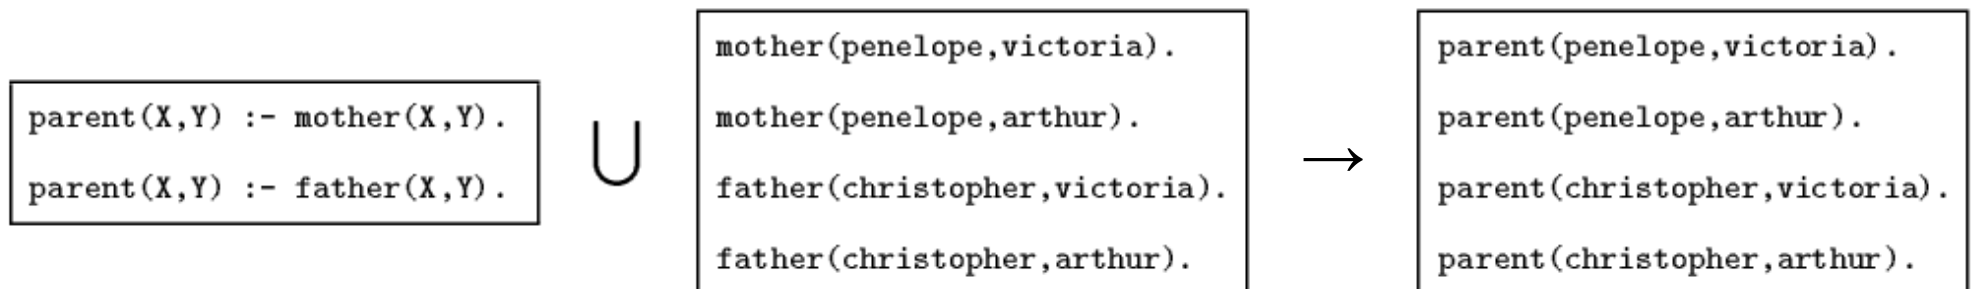 parent(X,Y) :- mother(X,Y).
parent(X,Y) :- father(X,Y).
∪
mother(penelope,victoria).
mother(penelope,arthur).
father(christopher,victoria).
father(christopher,arthur).
→
parent(penelope,victoria).
parent(penelope,arthur).
parent(christopher,victoria).
parent(christopher,arthur).